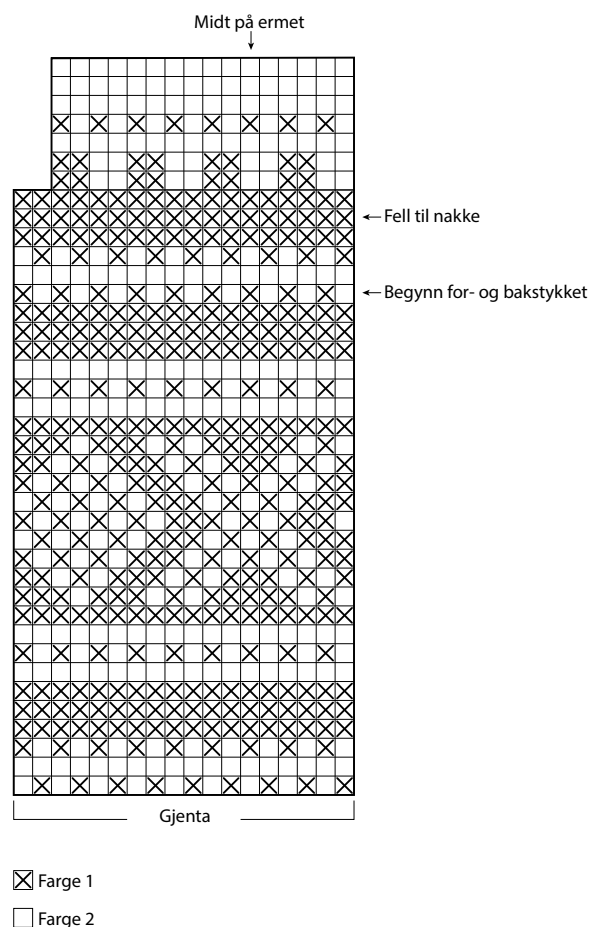 Midt på ermet
Fell til nakke
Begynn for- og bakstykket
Gjenta
Farge 1
Farge 2